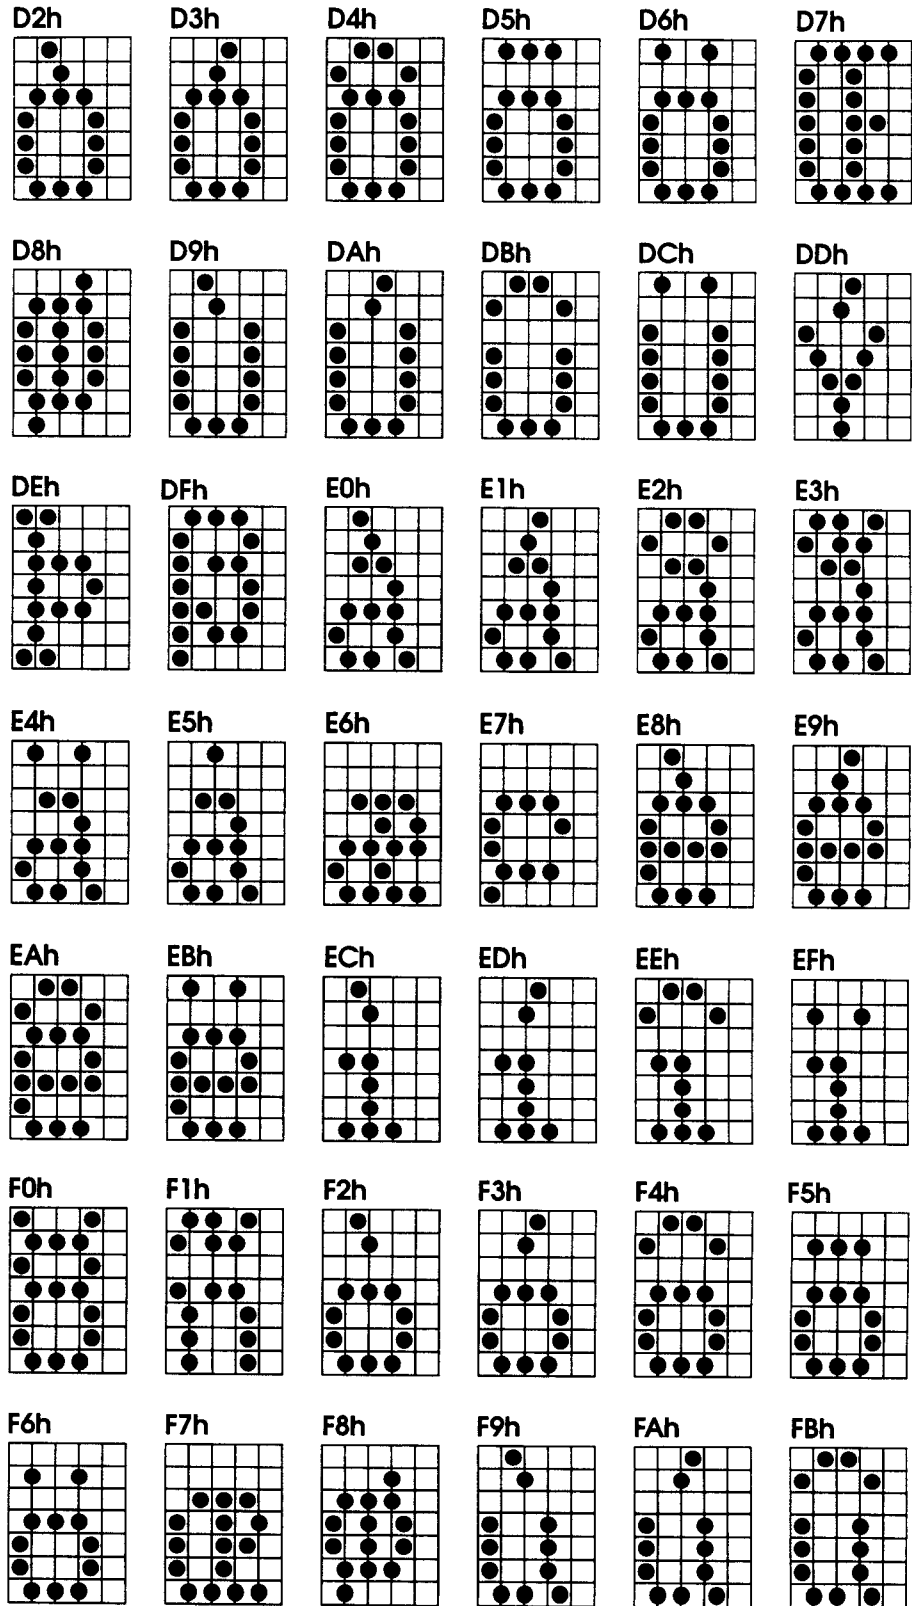 D2h D3h D4h D5h D6h D7h
D8h D9h DAh DBh DCh DDh
DEh DFh E0h E1h E2h E3h
E4h E5h E6h E7h E8h E9h
EAh EBh ECh EDh EEh EFh
F0h F1h F2h F3h F4h F5h
F6h F7h F8h F9h FAh FBh